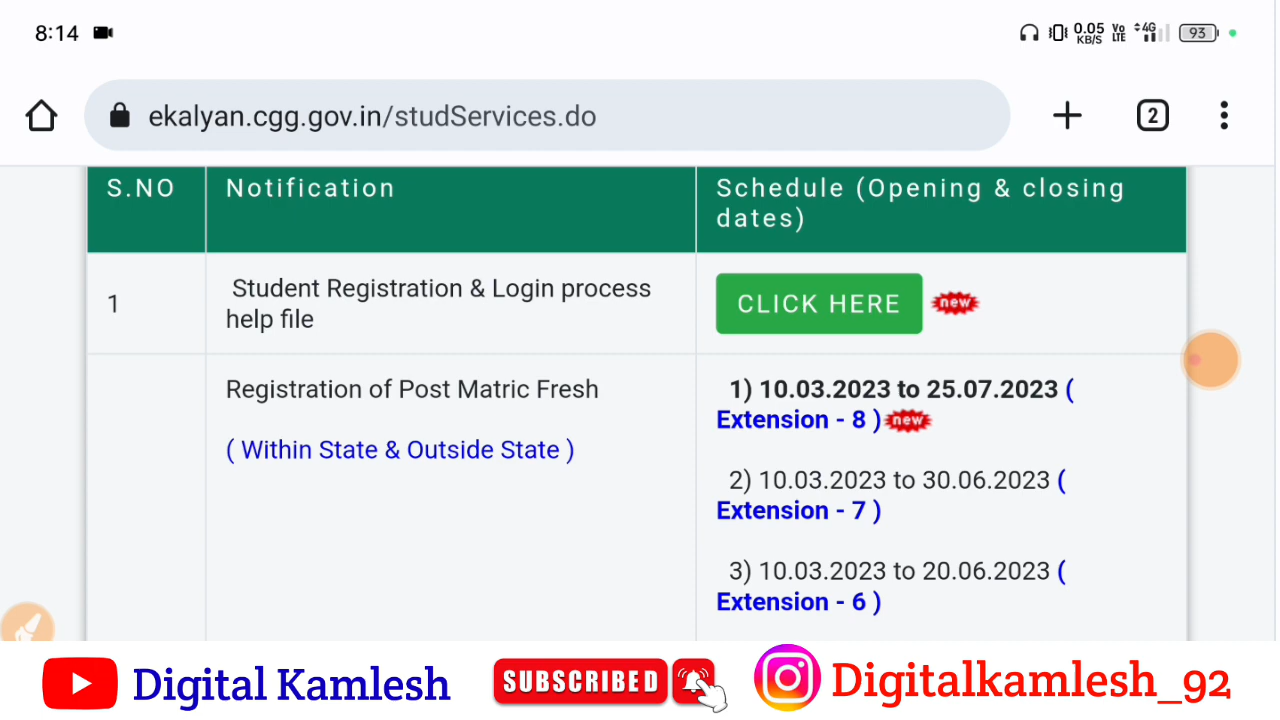 8:14
0.05 KB/S Vo LTE 4G 93
ekalyan.cgg.gov.in/studServices.do
2
S.NO
Notification
Schedule (Opening & closing
dates)
1
Student Registration & Login process
help file
CLICK HERE new
Registration of Post Matric Fresh
( Within State & Outside State )
1) 10.03.2023 to 25.07.2023 (
Extension - 8 ) new
2) 10.03.2023 to 30.06.2023 (
Extension - 7 )
3) 10.03.2023 to 20.06.2023 (
Extension - 6 )
Digital Kamlesh
SUBSCRIBED
Digitalkamlesh_92